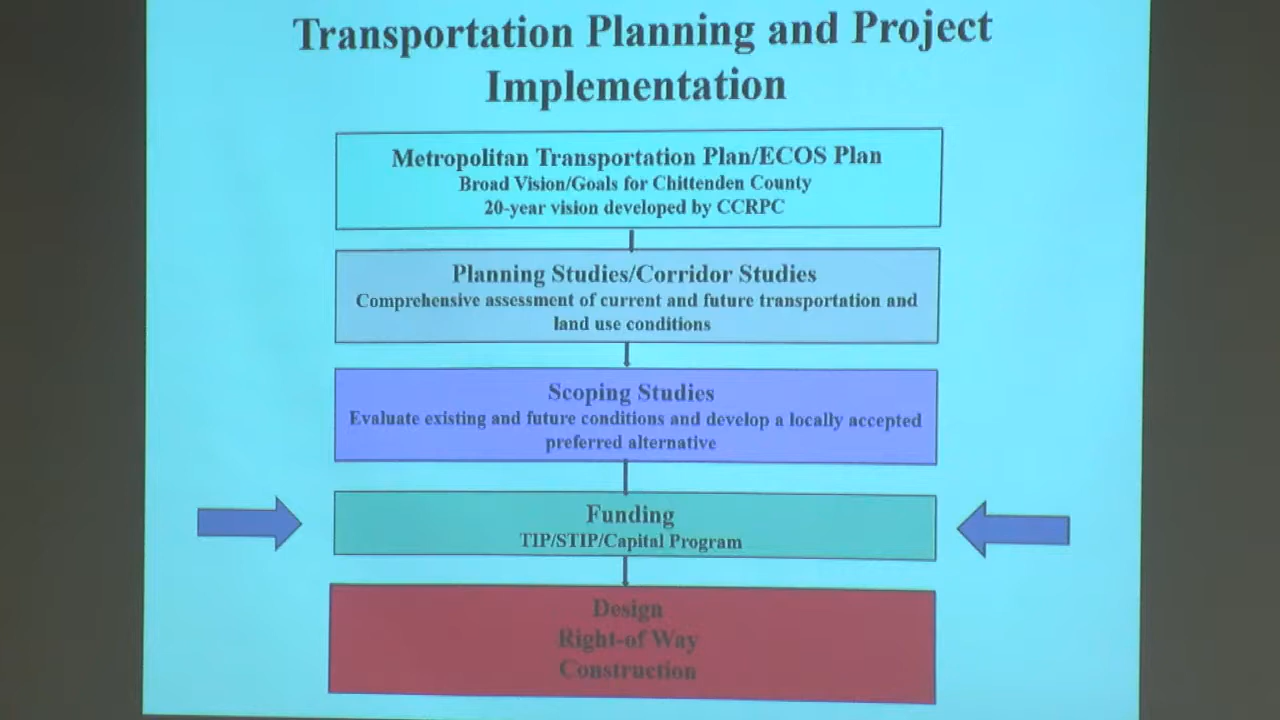 Transportation Planning and Project
Implementation
Metropolitan Transportation Plan/ECOS Plan
Broad Vision/Goals for Chittenden County
20-year vision developed by CCRPC
Planning Studies/Corridor Studies
Comprehensive assessment of current and future transportation and
land use conditions
Scoping Studies
Evaluate existing and future conditions and develop a locally accepted
preferred alternative
Funding
TIP/STIP/Capital Program
Design
Right-of Way
Construction